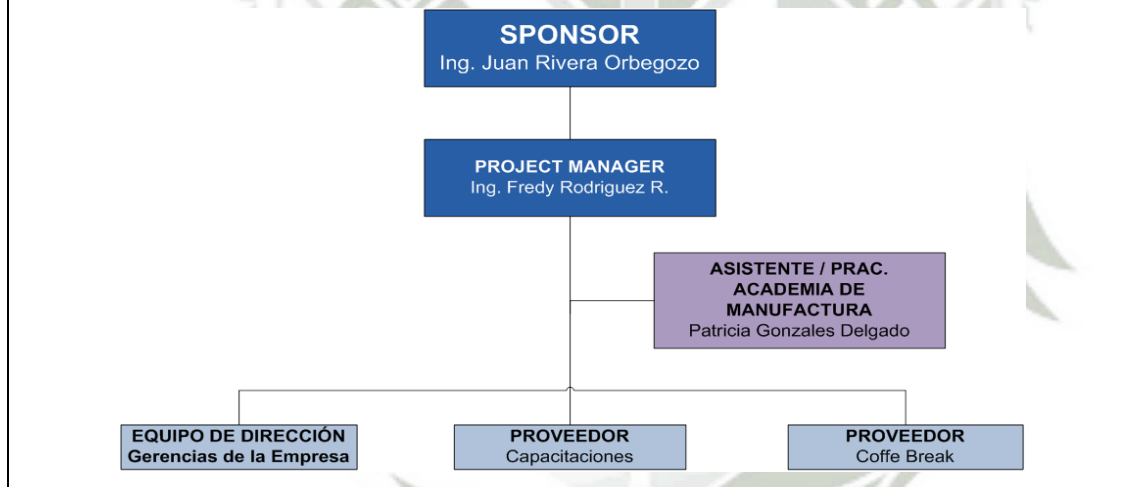 SPONSOR
Ing. Juan Rivera Orbegozo
PROJECT MANAGER
Ing. Fredy Rodriguez R.
ASISTENTE / PRAC.
ACADEMIA DE
MANUFACTURA
Patricia Gonzales Delgado
EQUIPO DE DIRECCIÓN
Gerencias de la Empresa
PROVEEDOR
Capacitaciones
PROVEEDOR
Coffe Break